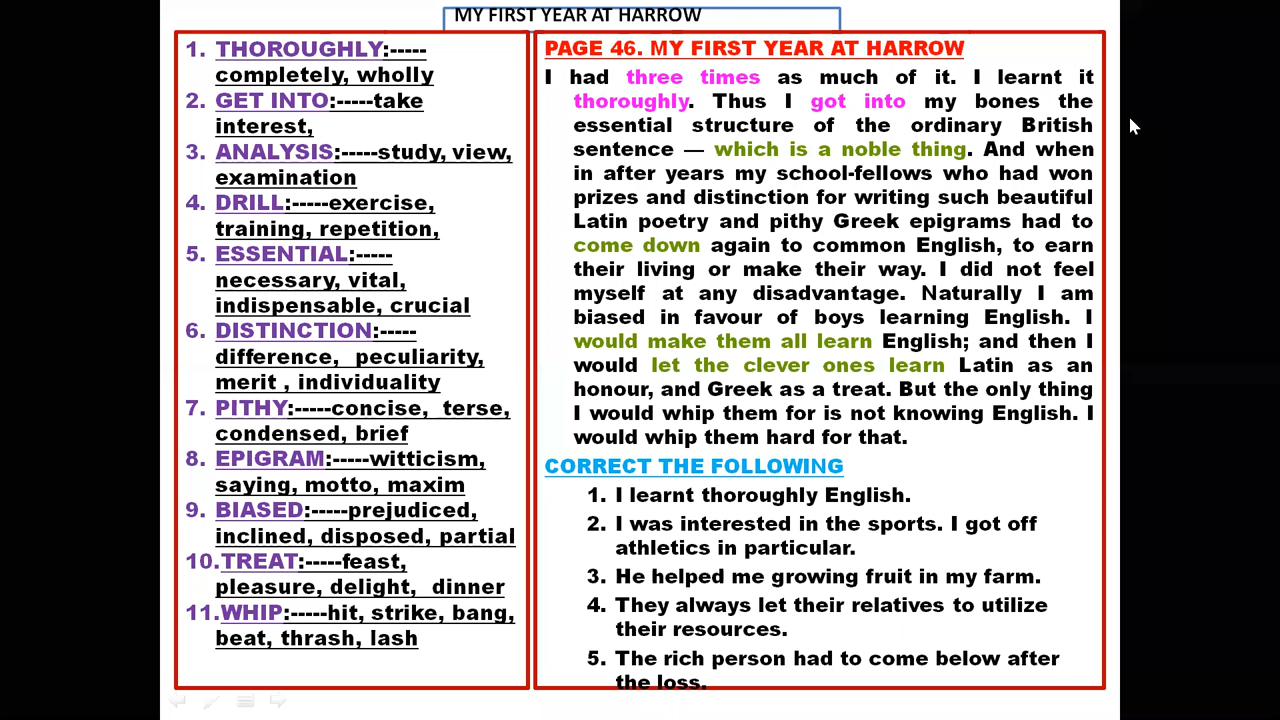 MY FIRST YEAR AT HARROW
1. THOROUGHLY:-----
completely, wholly
2. GET INTO:-----take
interest,
3. ANALYSIS:-----study, view,
examination
4. DRILL:-----exercise,
training, repetition,
5. ESSENTIAL:-----
necessary, vital,
indispensable, crucial
6. DISTINCTION:-----
difference, peculiarity,
merit , individuality
7. PITHY:-----concise, terse,
condensed, brief
8. EPIGRAM:-----witticism,
saying, motto, maxim
9. BIASED:-----prejudiced,
inclined, disposed, partial
10.TREAT:-----feast,
pleasure, delight, dinner
11.WHIP:-----hit, strike, bang,
beat, thrash, lash
PAGE 46. MY FIRST YEAR AT HARROW
I had three times as much of it. I learnt it
thoroughly. Thus I got into my bones the
essential structure of the ordinary British
sentence — which is a noble thing. And when
in after years my school-fellows who had won
prizes and distinction for writing such beautiful
Latin poetry and pithy Greek epigrams had to
come down again to common English, to earn
their living or make their way. I did not feel
myself at any disadvantage. Naturally I am
biased in favour of boys learning English. I
would make them all learn English; and then I
would let the clever ones learn Latin as an
honour, and Greek as a treat. But the only thing
I would whip them for is not knowing English. I
would whip them hard for that.
CORRECT THE FOLLOWING
1. I learnt thoroughly English.
2. I was interested in the sports. I got off
athletics in particular.
3. He helped me growing fruit in my farm.
4. They always let their relatives to utilize
their resources.
5. The rich person had to come below after
the loss.